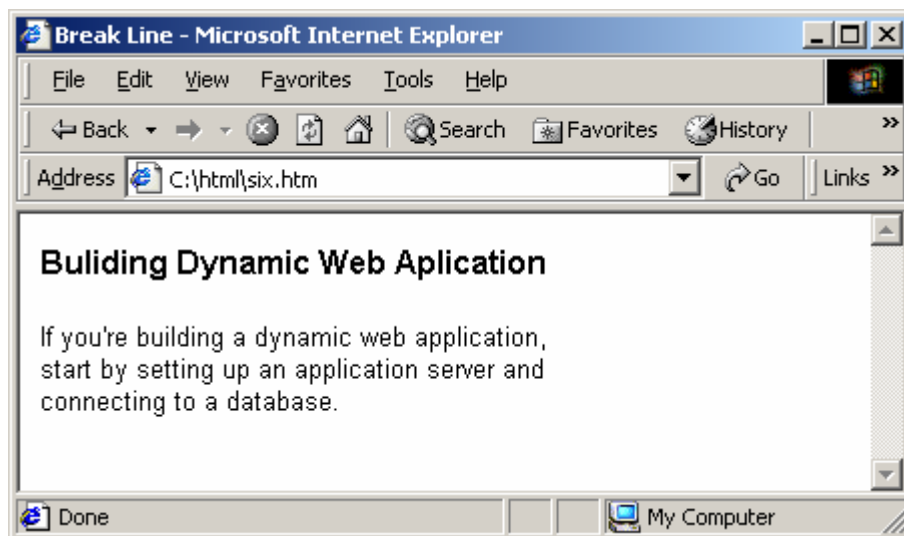 Break Line - Microsoft Internet Explorer
File Edit View Favorites Tools Help
Back Search Favorites History »
Address C:\html\six.htm Go Links »
Buliding Dynamic Web Aplication
If you're building a dynamic web application,
start by setting up an application server and
connecting to a database.
Done My Computer